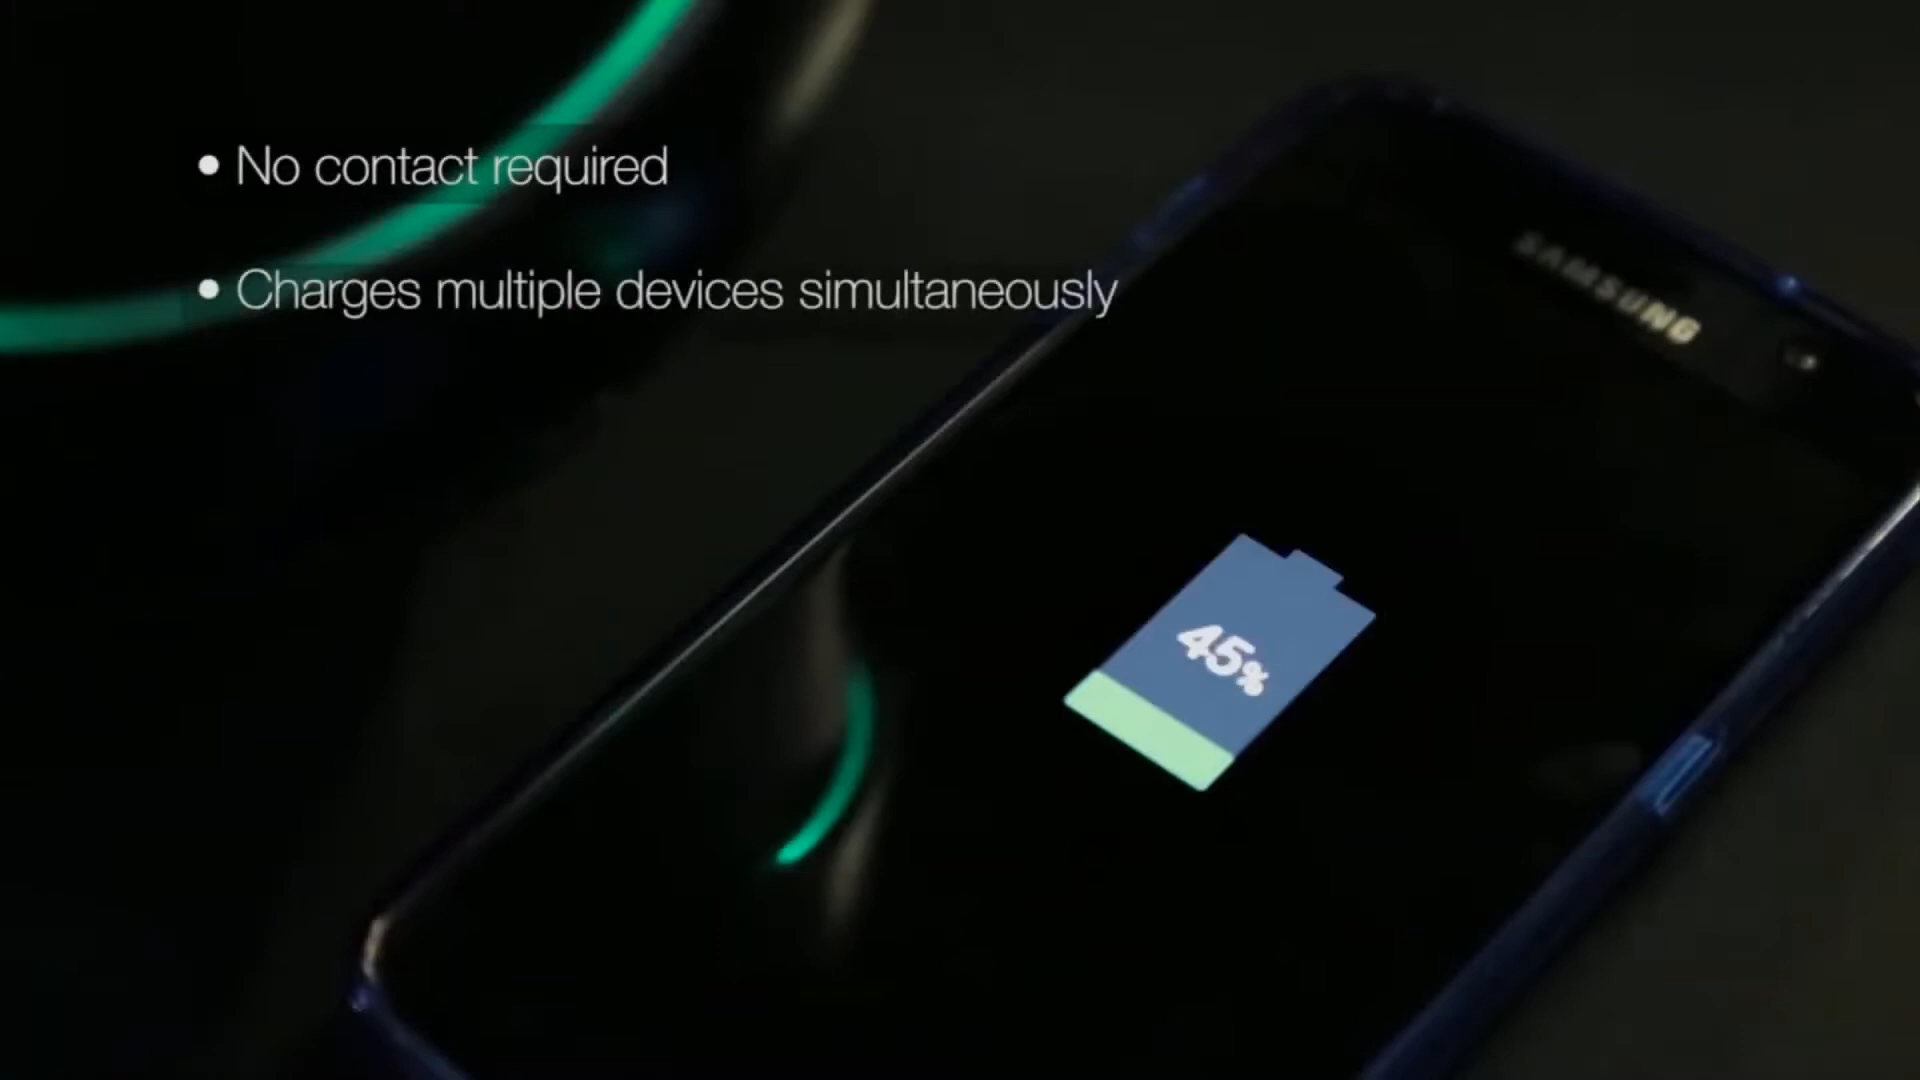 • No contact required
• Charges multiple devices simultaneously
SAMSUNG
45%